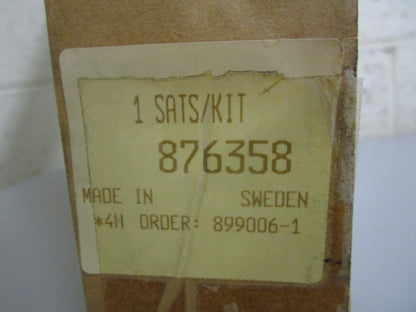 1 SATS/KIT
876358
MADE IN SWEDEN
*4H ORDER: 899006-1